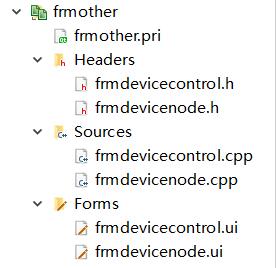 frmother
frmother.pri
Headers
frmdevicecontrol.h
frmdevicenode.h
Sources
frmdevicecontrol.cpp
frmdevicenode.cpp
Forms
frmdevicecontrol.ui
frmdevicenode.ui